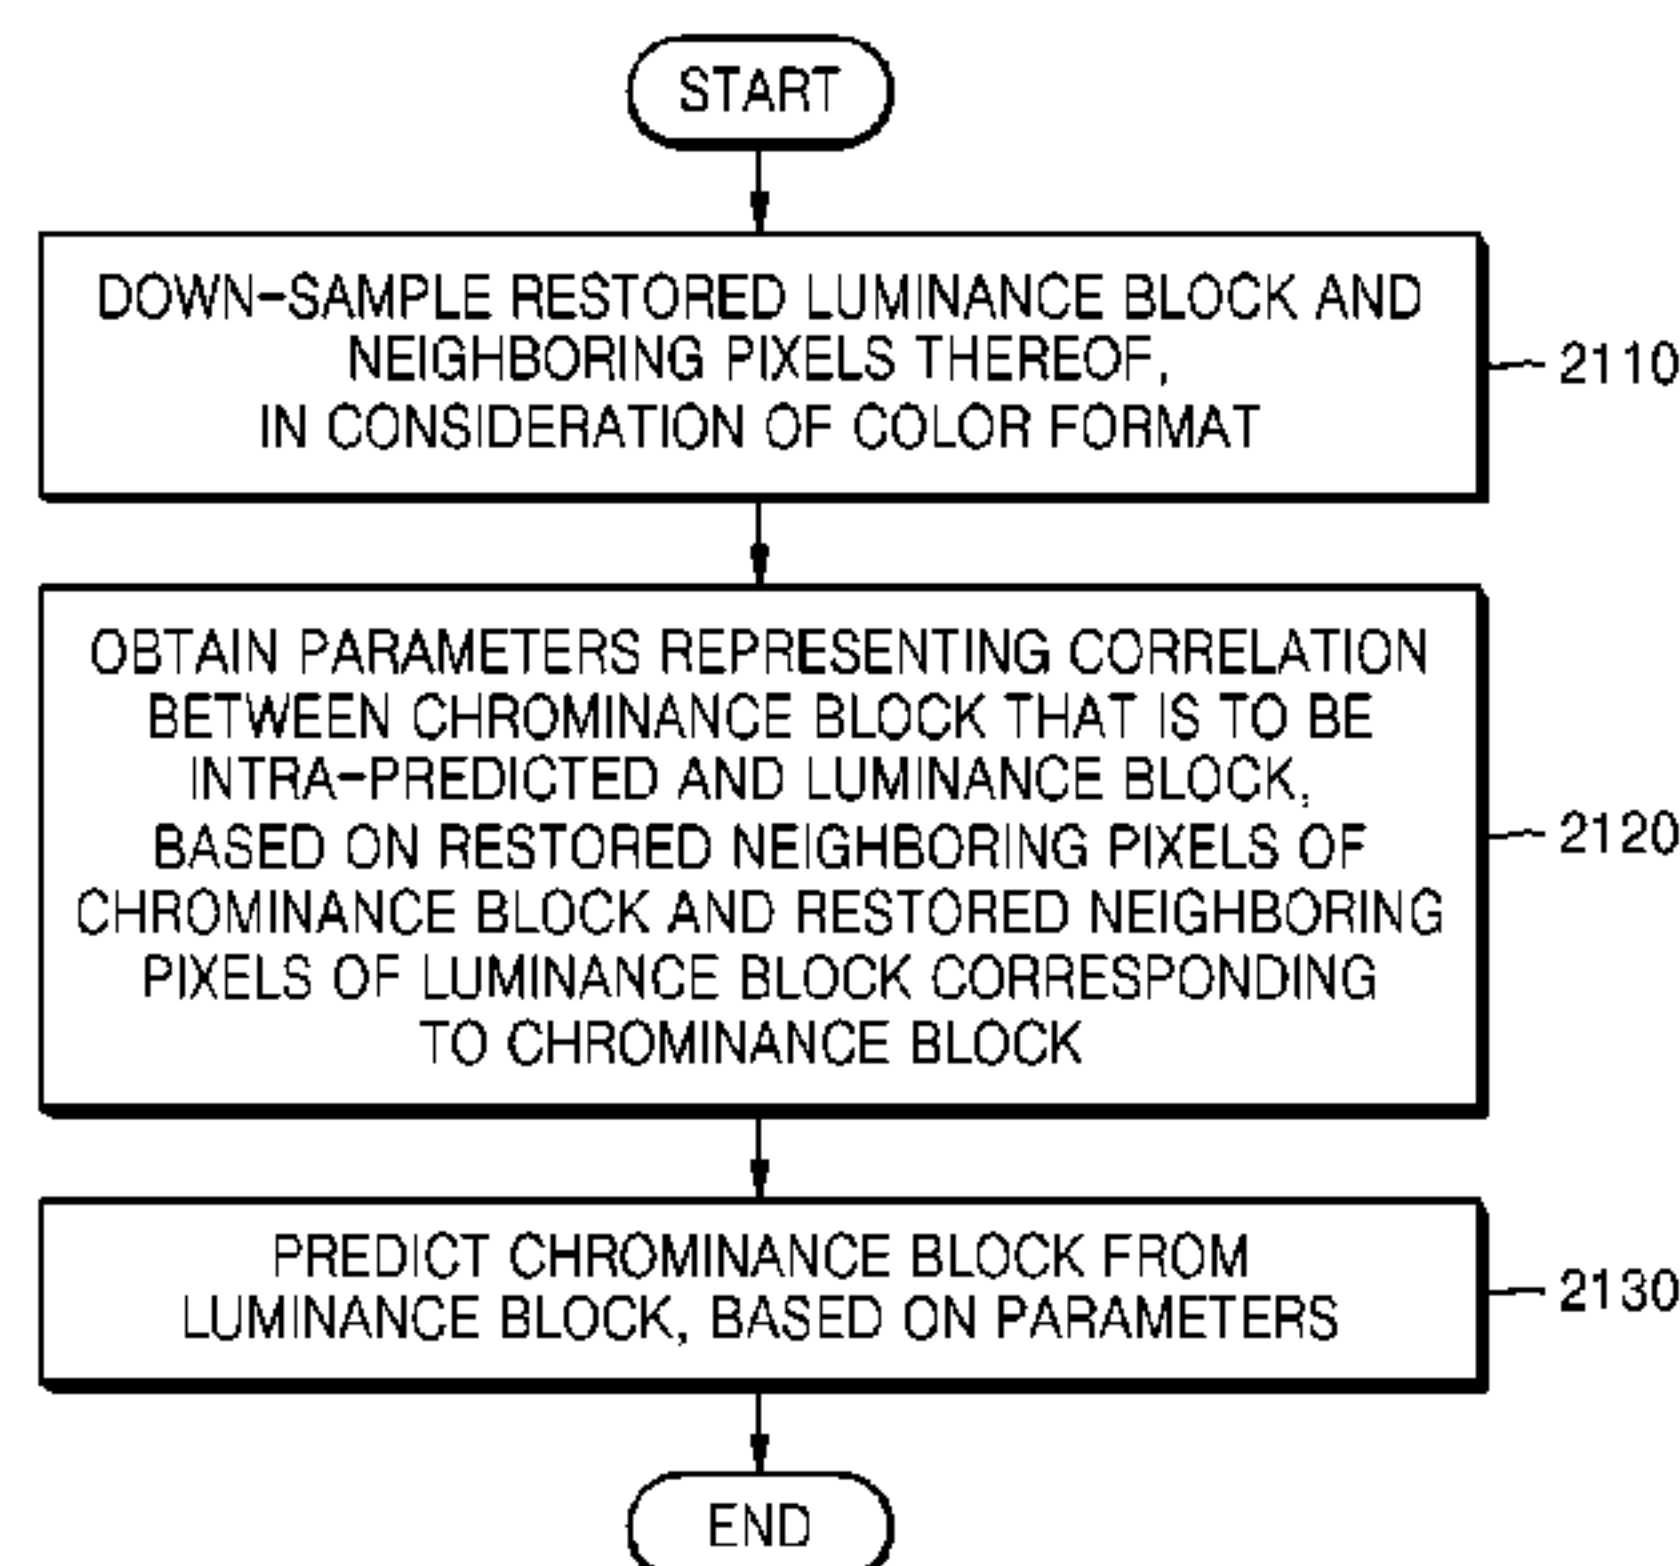 START
DOWN-SAMPLE RESTORED LUMINANCE BLOCK AND
NEIGHBORING PIXELS THEREOF,
IN CONSIDERATION OF COLOR FORMAT
2110
OBTAIN PARAMETERS REPRESENTING CORRELATION
BETWEEN CHROMINANCE BLOCK THAT IS TO BE
INTRA-PREDICTED AND LUMINANCE BLOCK,
BASED ON RESTORED NEIGHBORING PIXELS OF
CHROMINANCE BLOCK AND RESTORED NEIGHBORING
PIXELS OF LUMINANCE BLOCK CORRESPONDING
TO CHROMINANCE BLOCK
2120
PREDICT CHROMINANCE BLOCK FROM
LUMINANCE BLOCK, BASED ON PARAMETERS
2130
END